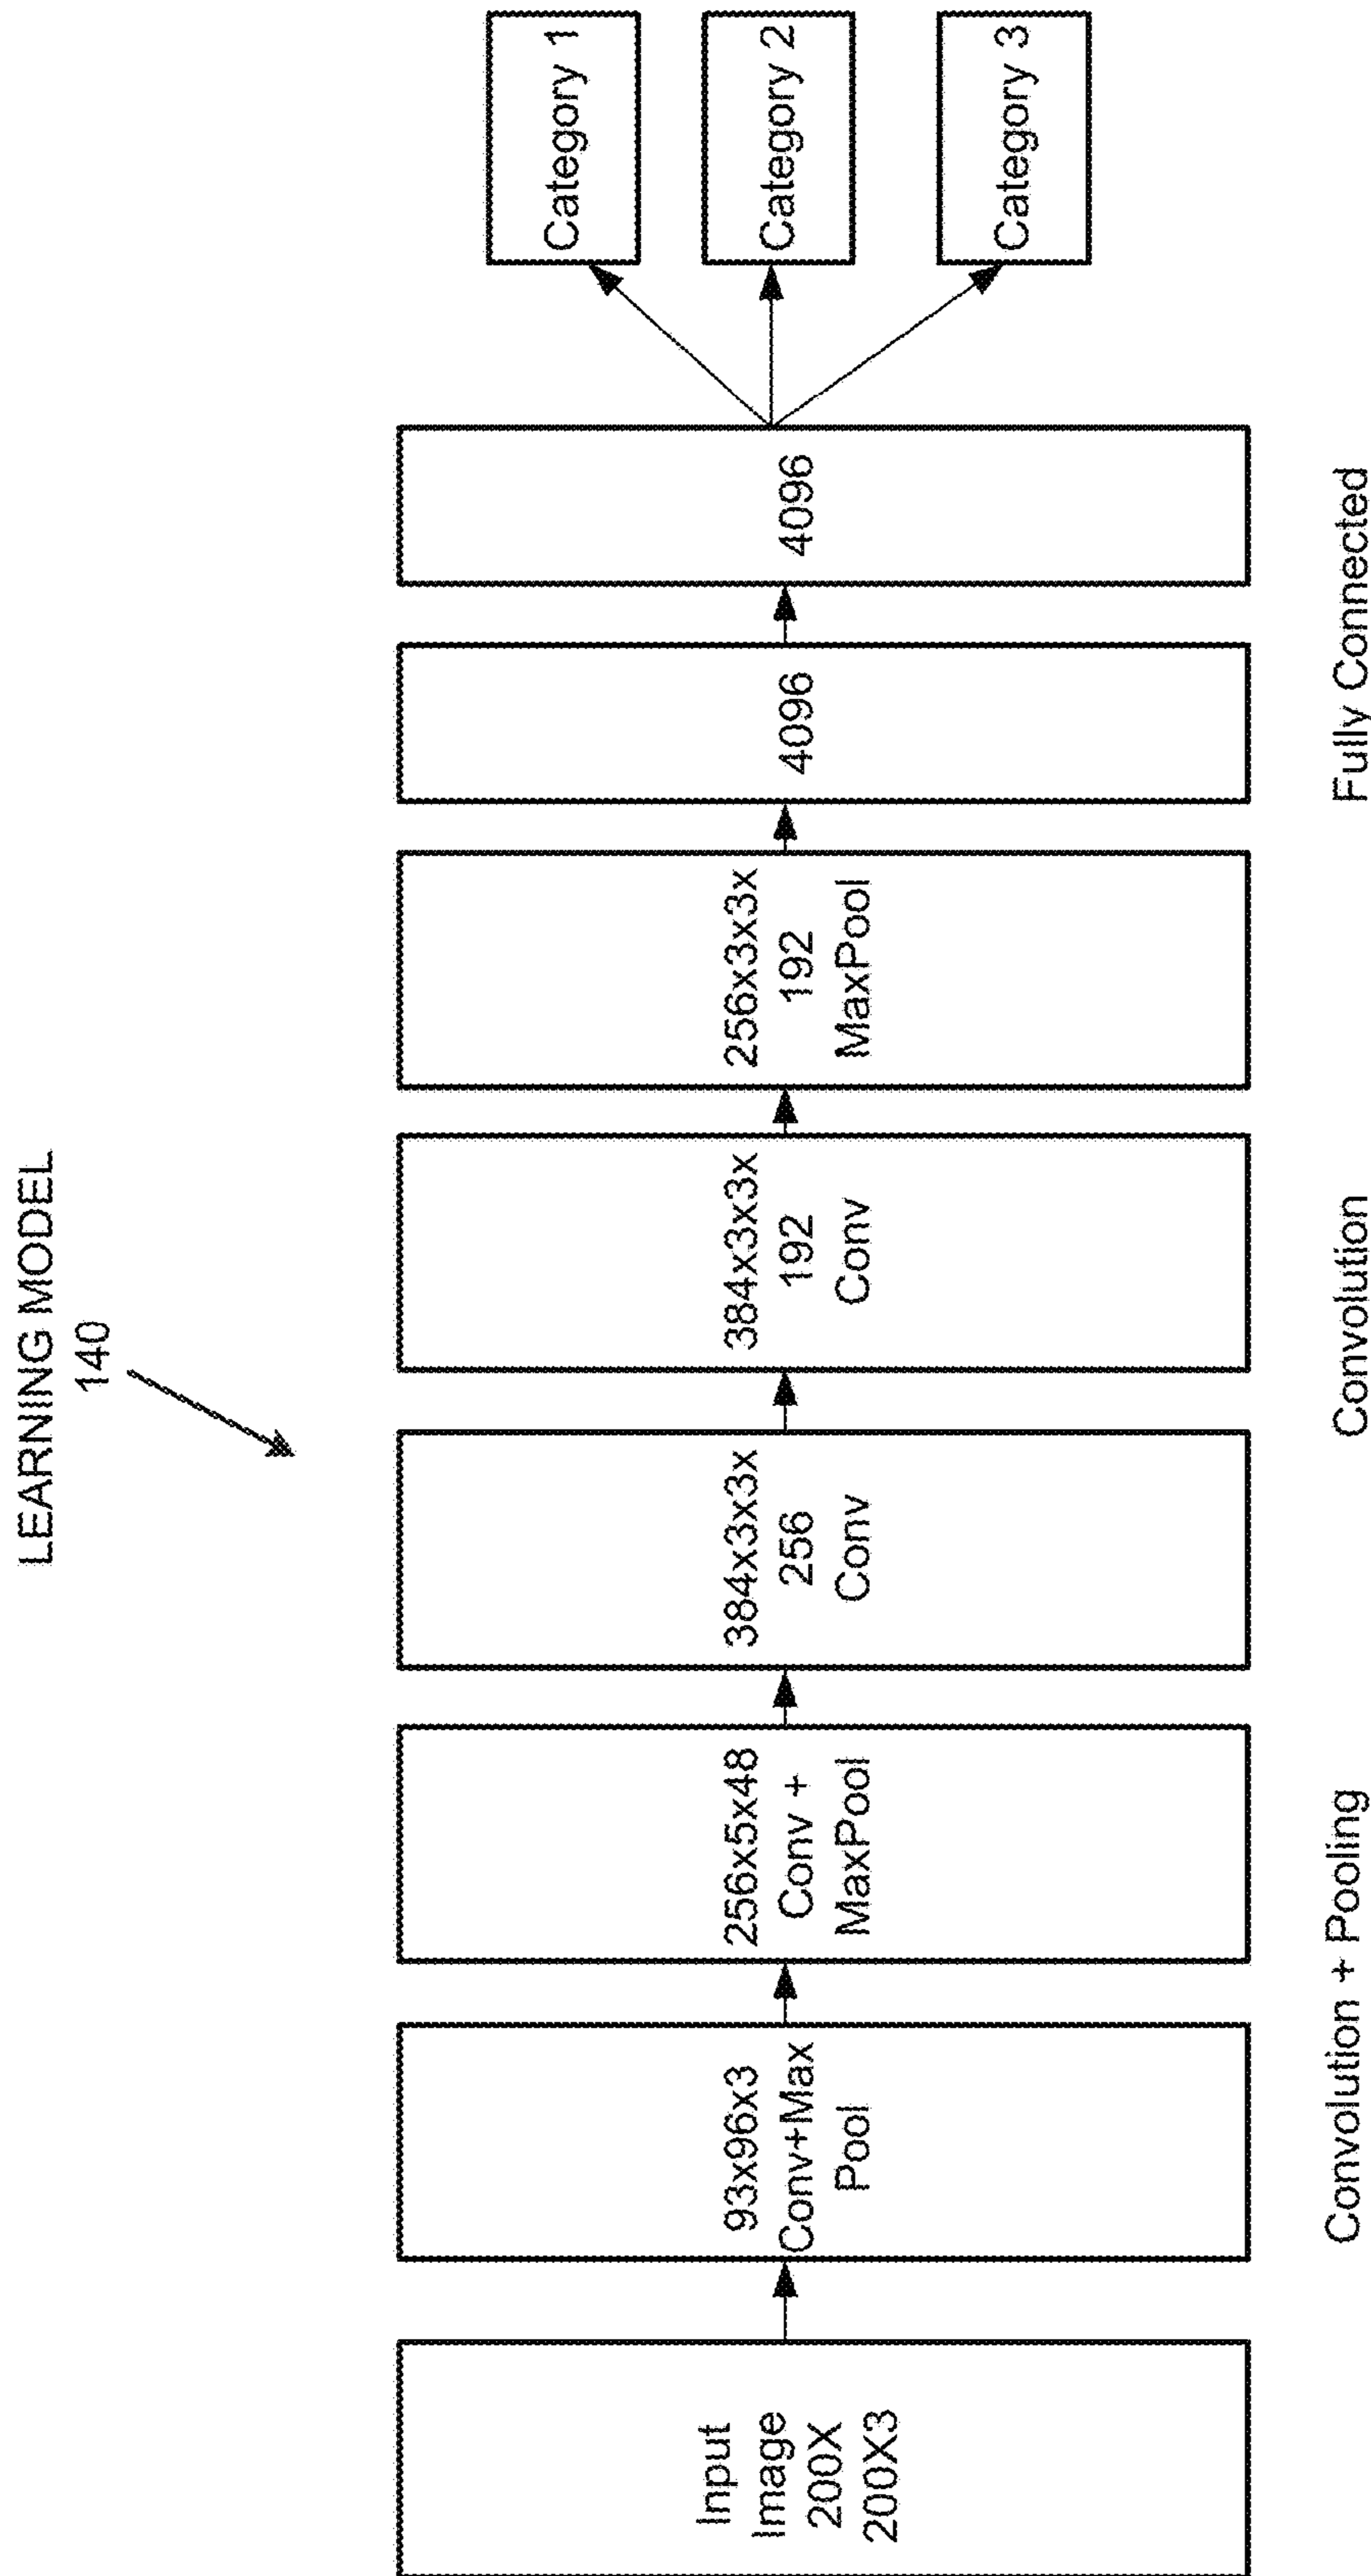 LEARNING MODEL
140
Input
Image
200X
200X3
93x96x3
Conv+Max
Pool
256x5x48
Conv +
MaxPool
384x3x3x
256
Conv
384x3x3x
192
Conv
256x3x3x
192
MaxPool
4096
4096
Category 1
Category 2
Category 3
Convolution + Pooling
Convolution
Fully Connected